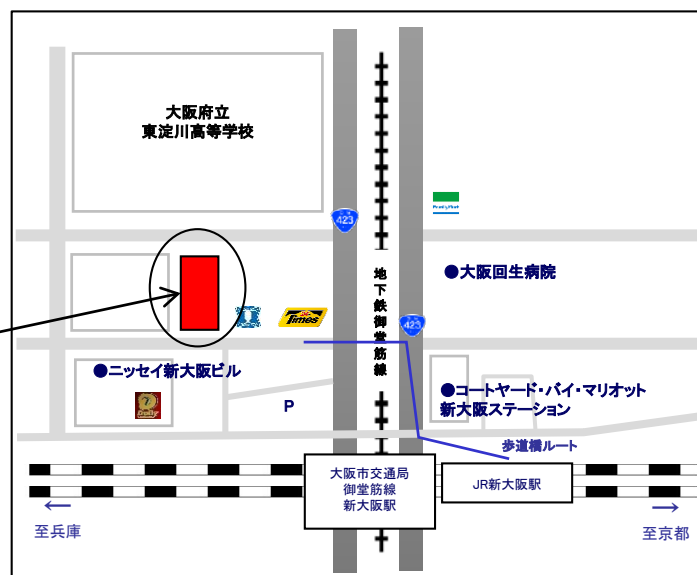 大阪府立
東淀川高等学校
423
FamilyMart
地下鉄御堂筋線
●大阪回生病院
Times
423
●ニッセイ新大阪ビル
●コートヤード・バイ・マリオット
新大阪ステーション
P
歩道橋ルート
大阪市交通局
御堂筋線
新大阪駅
JR新大阪駅
至兵庫
至京都